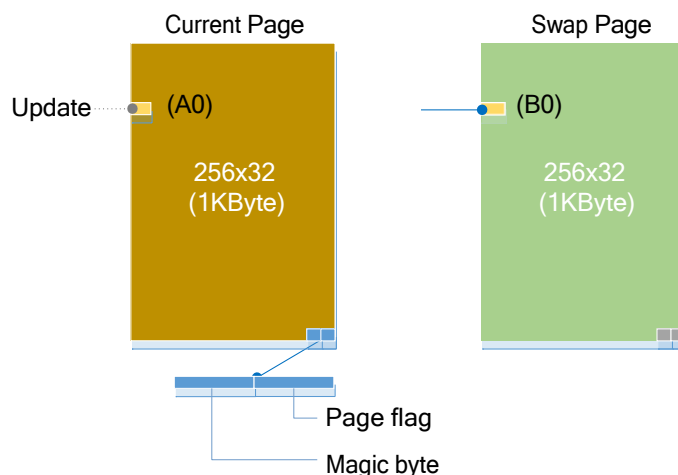 Current Page
Swap Page
Update
(A0)
(B0)
256x32
(1KByte)
256x32
(1KByte)
Page flag
Magic byte